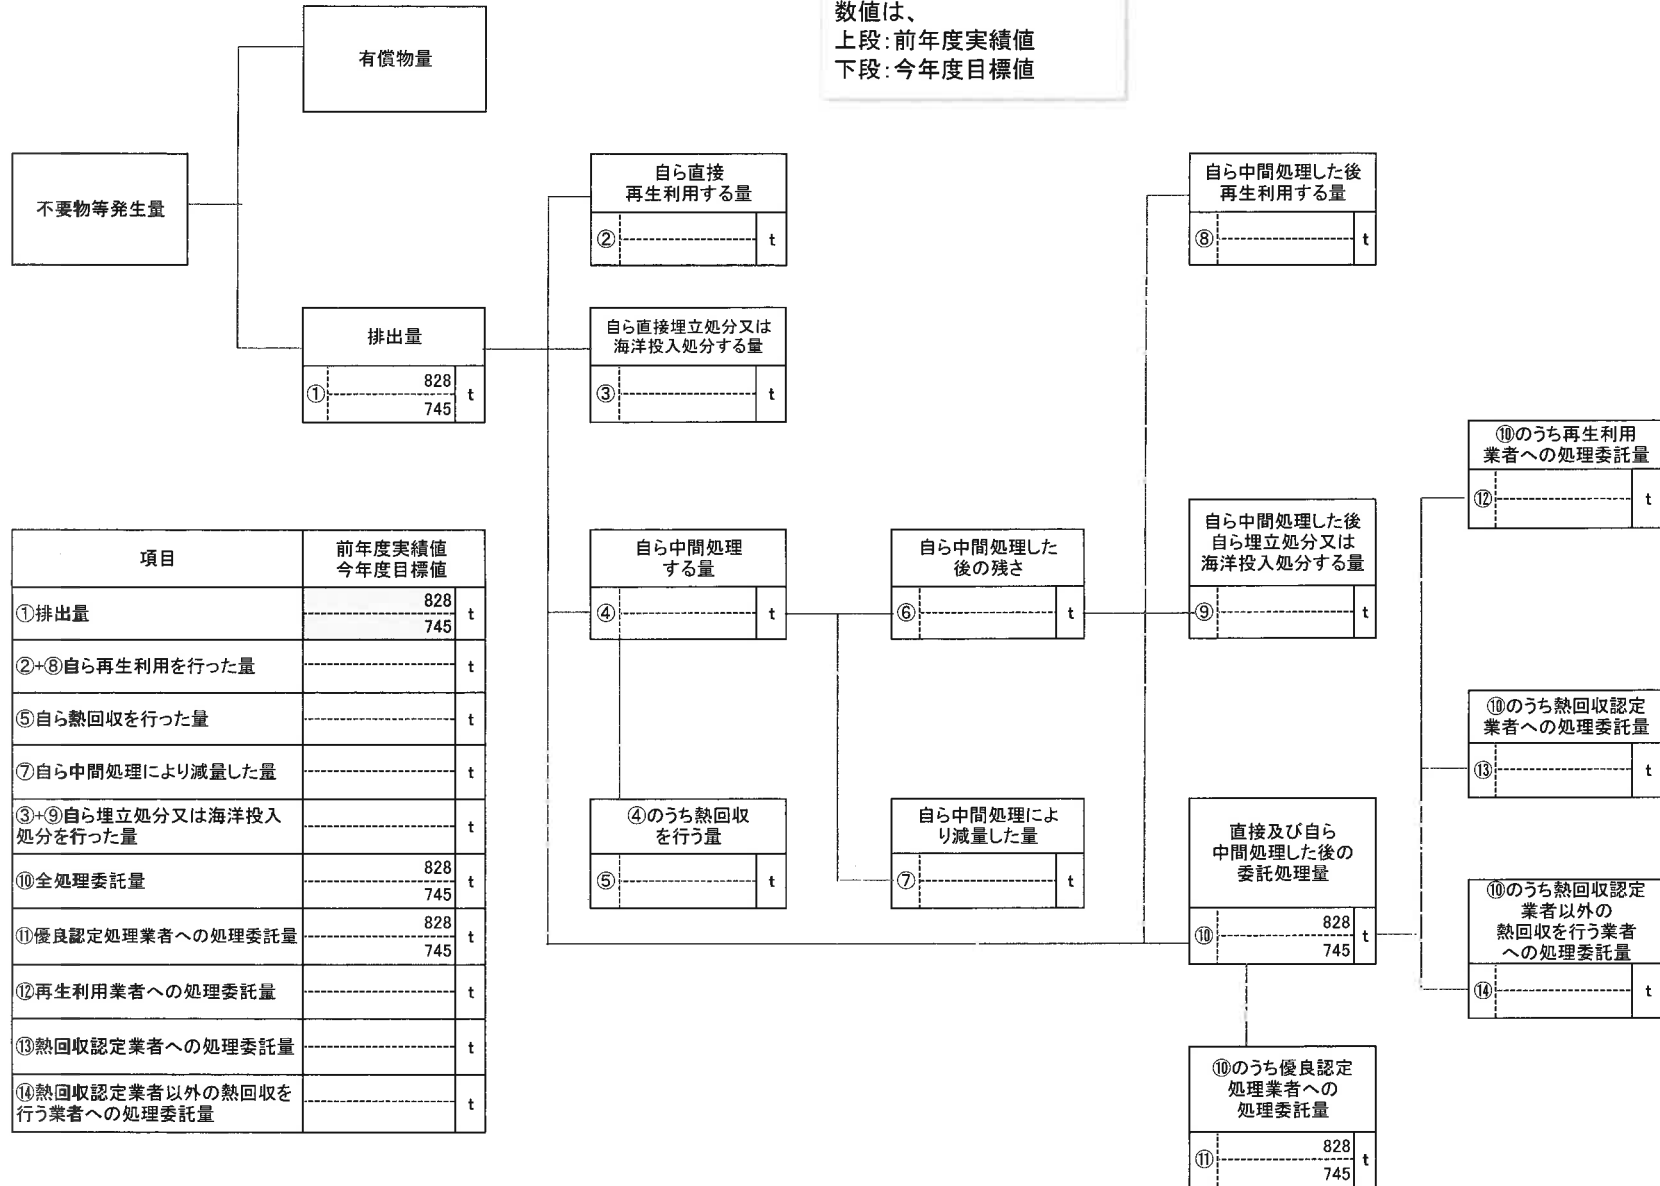 数値は、
上段:前年度実績値
下段:今年度目標値
有償物量
不要物等発生量
排出量
①
828
745
t
自ら直接
再生利用する量
②
t
自ら直接埋立処分又は
海洋投入処分する量
③
t
自ら中間処理
する量
④
t
④のうち熱回収
を行う量
⑤
t
自ら中間処理した
後の残さ
⑥
t
自ら中間処理によ
り減量した量
⑦
t
自ら中間処理した後
再生利用する量
⑧
t
自ら中間処理した後
自ら埋立処分又は
海洋投入処分する量
⑨
t
直接及び自ら
中間処理した後の
委託処理量
⑩
828
745
t
⑩のうち優良認定
処理業者への
処理委託量
⑪
828
745
t
⑩のうち再生利用
業者への処理委託量
⑫
t
⑩のうち熱回収認定
業者への処理委託量
⑬
t
⑩のうち熱回収認定
業者以外の
熱回収を行う業者
への処理委託量
⑭
t
項目
前年度実績値
今年度目標値
①排出量
828
745
t
②+⑧自ら再生利用を行った量
t
⑤自ら熱回収を行った量
t
⑦自ら中間処理により減量した量
t
③+⑨自ら埋立処分又は海洋投入
処分を行った量
t
⑩全処理委託量
828
745
t
⑪優良認定処理業者への処理委託量
828
745
t
⑫再生利用業者への処理委託量
t
⑬熱回収認定業者への処理委託量
t
⑭熱回収認定業者以外の熱回収を
行う業者への処理委託量
t